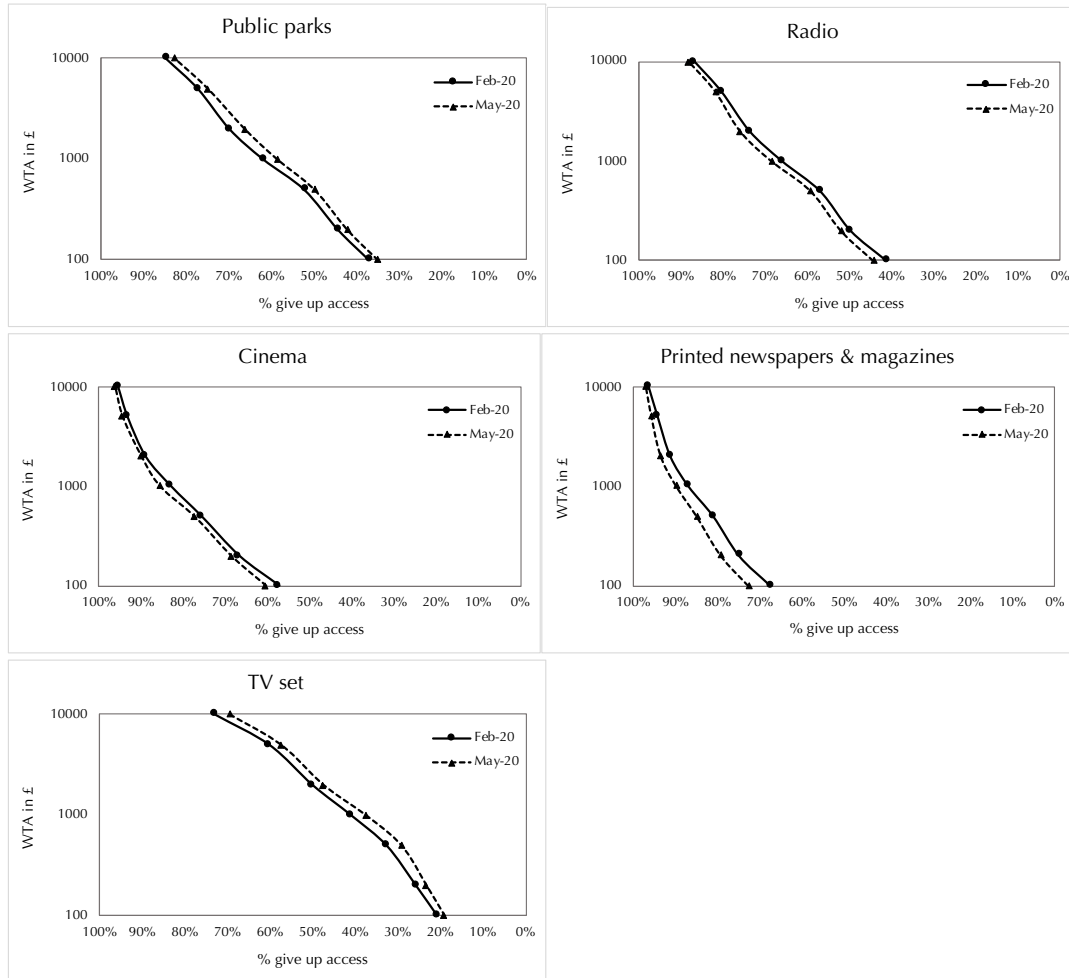 Public parks
10000
1000
100
WTA in £
Feb-20
May-20
100% 90% 80% 70% 60% 50% 40% 30% 20% 10% 0%
% give up access
Radio
10000
1000
100
WTA in £
Feb-20
May-20
100% 90% 80% 70% 60% 50% 40% 30% 20% 10% 0%
% give up access
Cinema
10000
1000
100
WTA in £
Feb-20
May-20
100% 90% 80% 70% 60% 50% 40% 30% 20% 10% 0%
% give up access
Printed newspapers & magazines
10000
1000
100
WTA in £
Feb-20
May-20
100% 90% 80% 70% 60% 50% 40% 30% 20% 10% 0%
% give up access
TV set
10000
1000
100
WTA in £
Feb-20
May-20
100% 90% 80% 70% 60% 50% 40% 30% 20% 10% 0%
% give up access